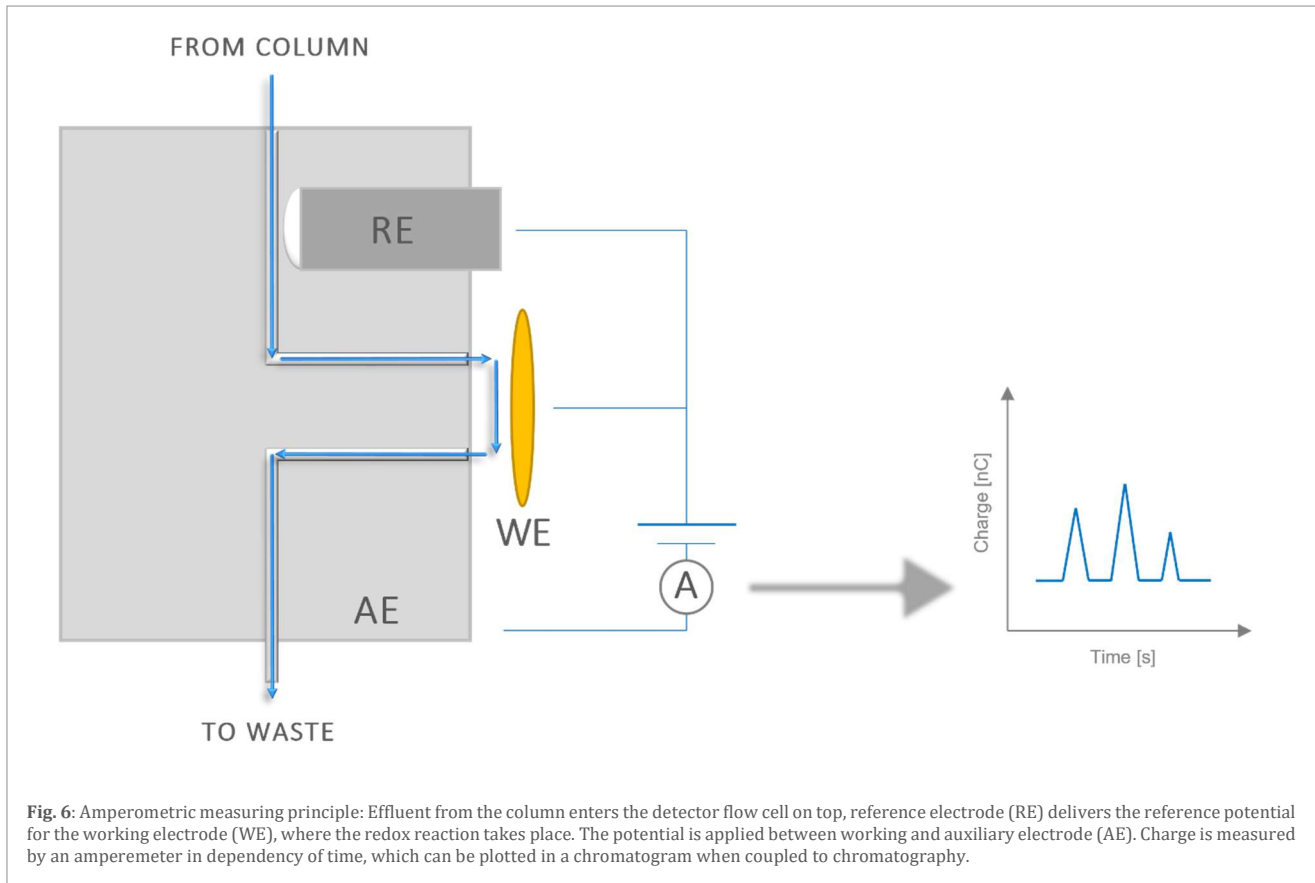 FROM COLUMN
RE
WE
AE
A
TO WASTE
Charge [nC]
Time [s]
Fig. 6: Amperometric measuring principle: Effluent from the column enters the detector flow cell on top, reference electrode (RE) delivers the reference potential
for the working electrode (WE), where the redox reaction takes place. The potential is applied between working and auxiliary electrode (AE). Charge is measured
by an amperemeter in dependency of time, which can be plotted in a chromatogram when coupled to chromatography.